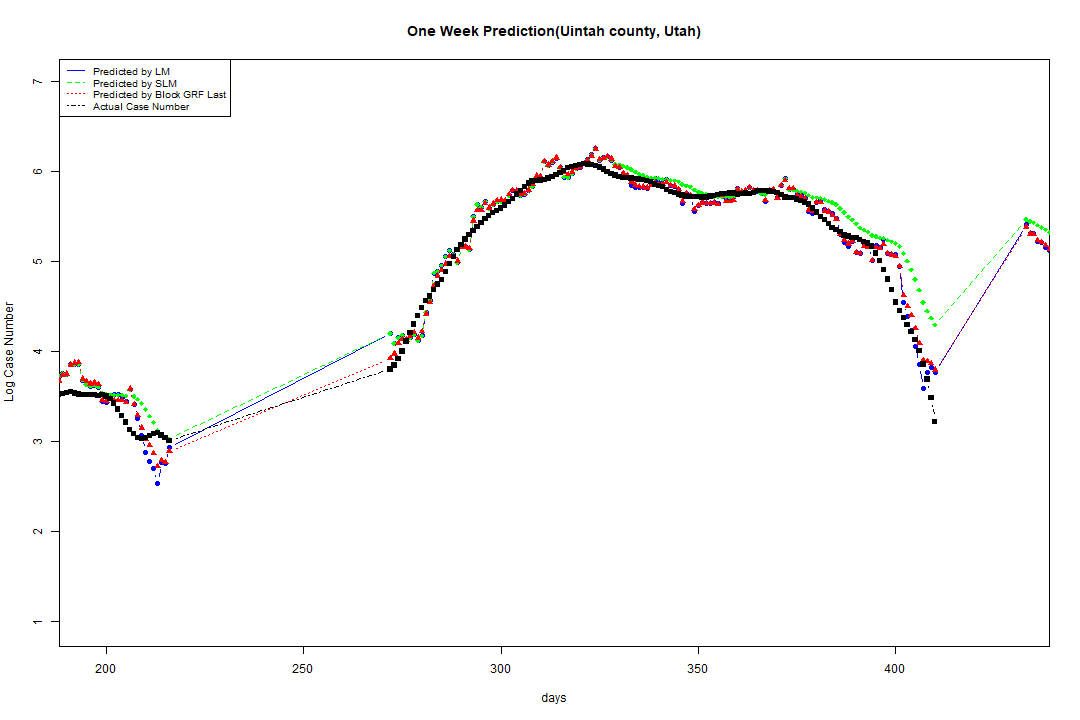 One Week Prediction(Uintah county, Utah)
Predicted by LM
Predicted by SLM
Predicted by Block GRF Last
Actual Case Number
7
6
5
4
3
2
1
Log Case Number
200 250 300 350 400
days